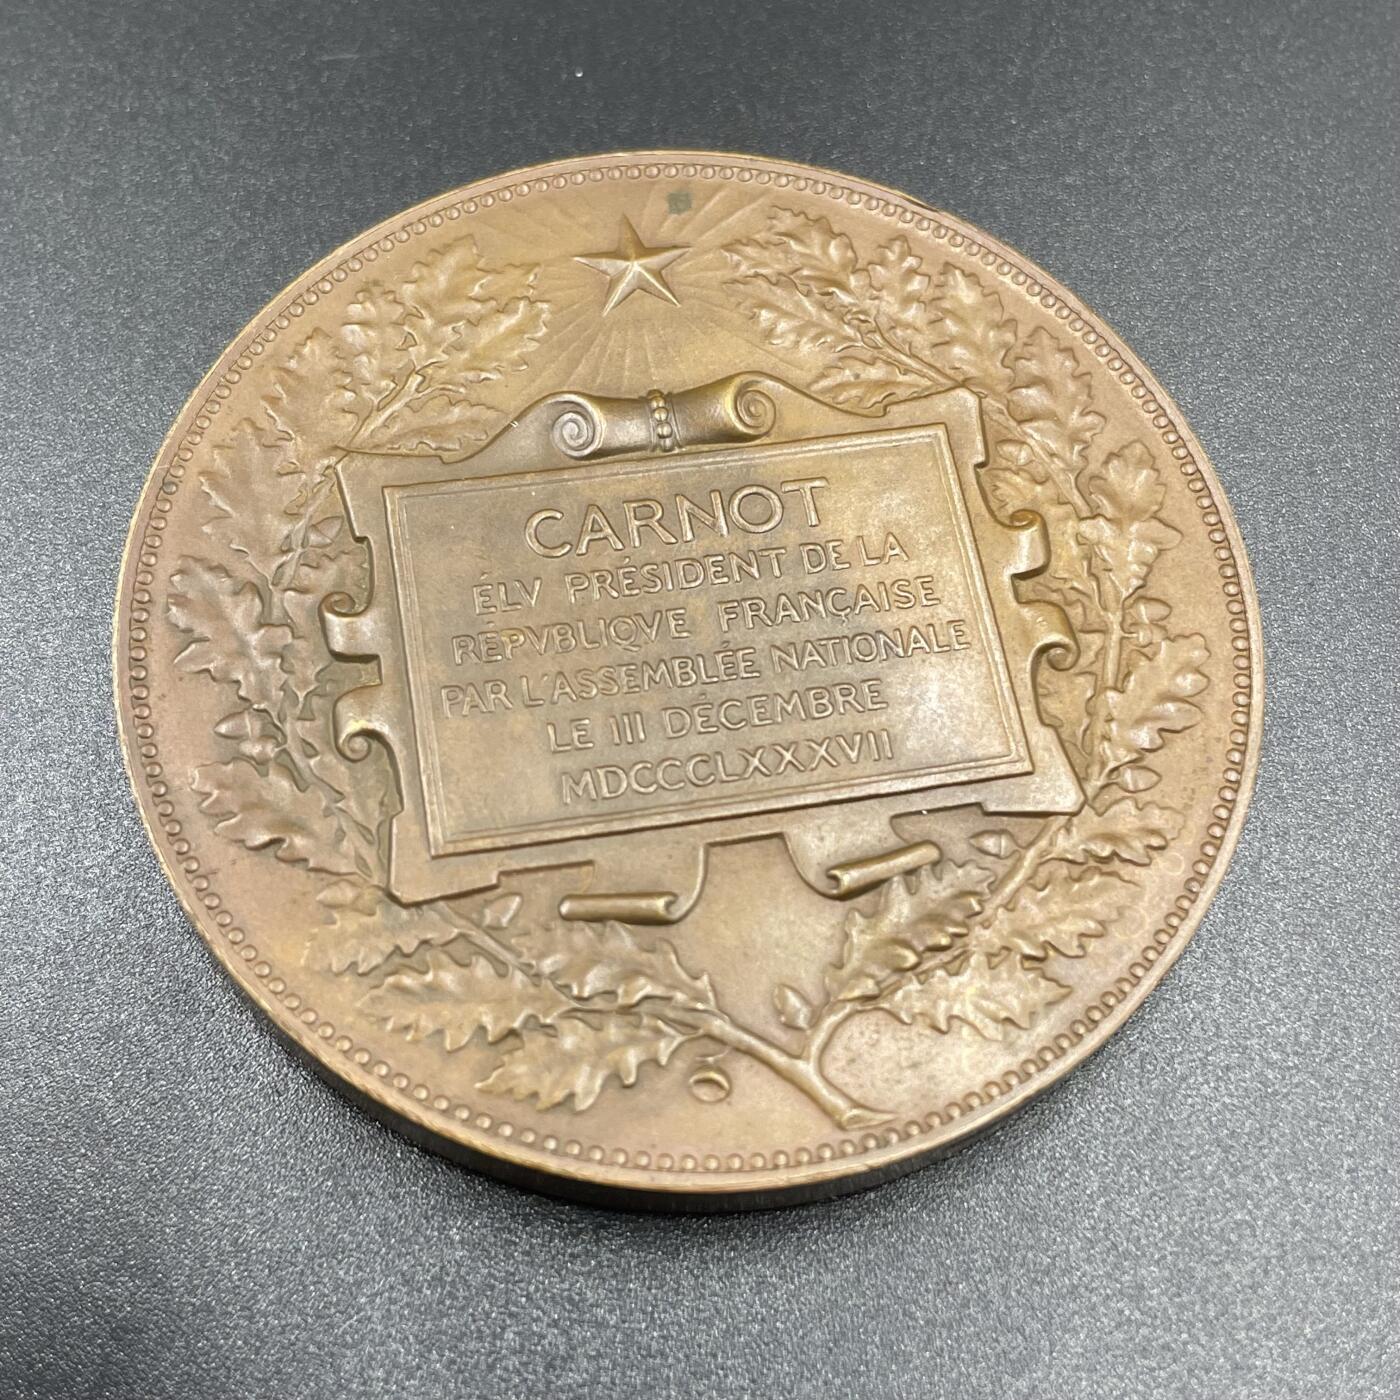 CARNOT
ÉLV PRÉSIDENT DE LA
RÉPVBLIQVE FRANÇAISE
PAR L'ASSEMBLÉE NATIONALE
LE III DÉCEMBRE
MDCCCLXXXVII